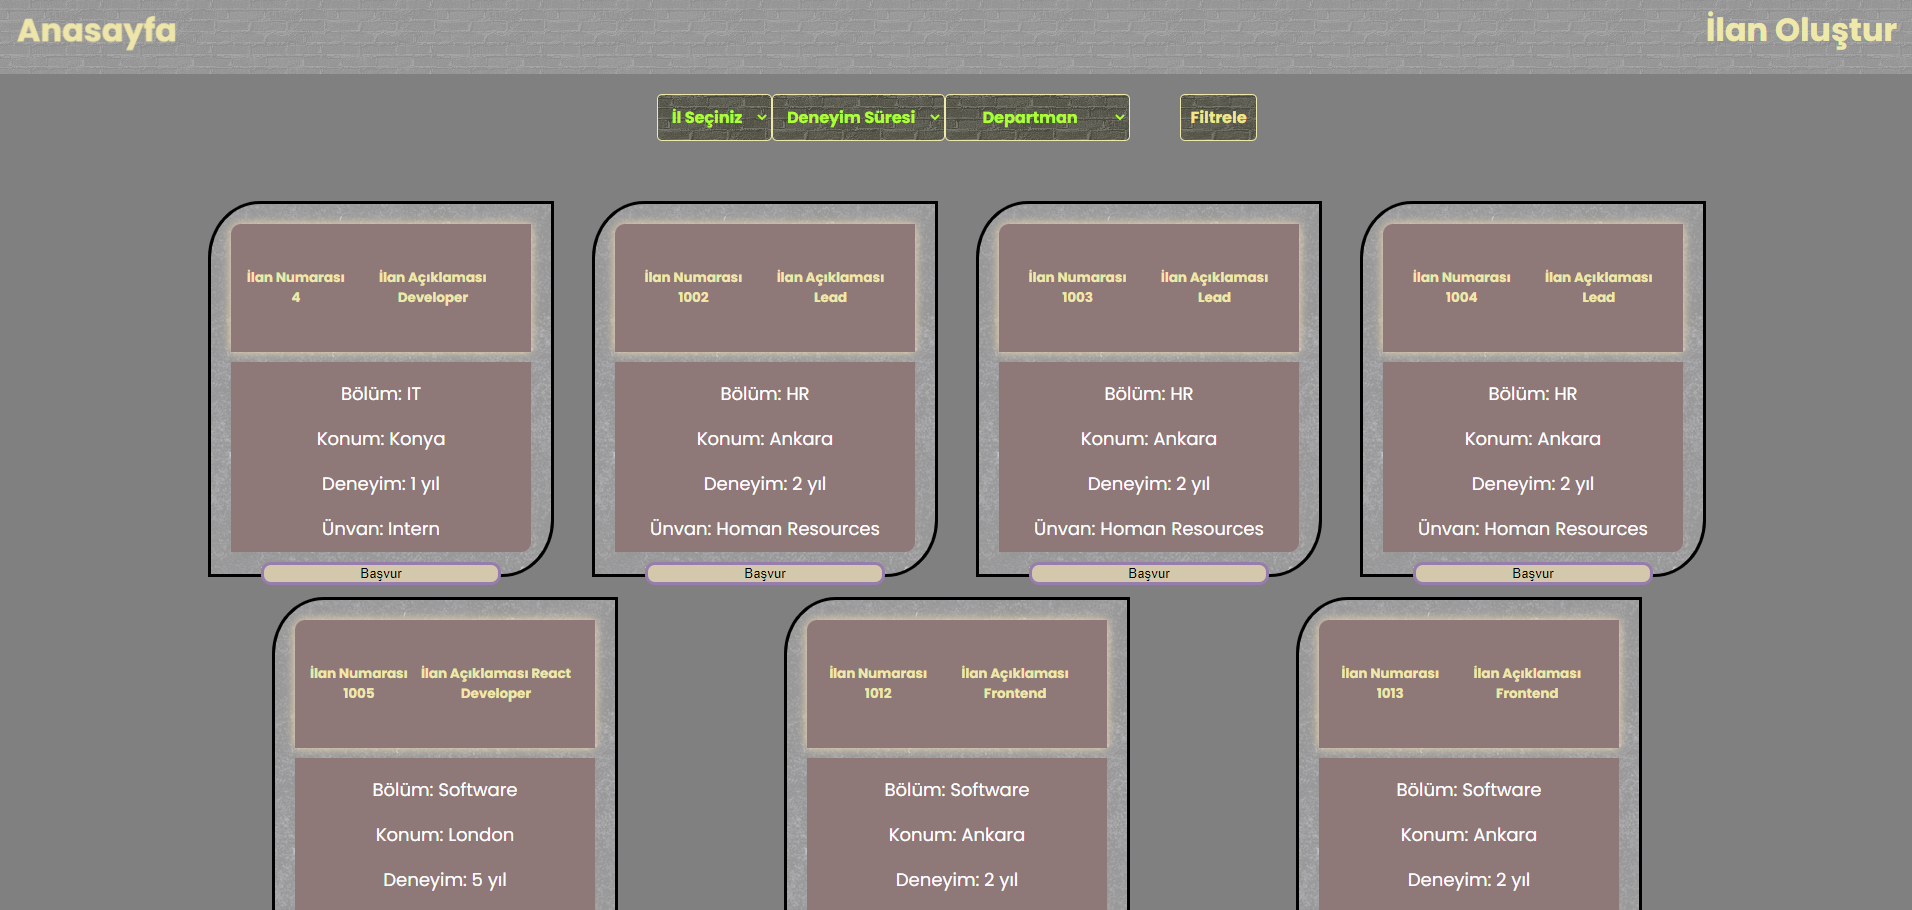 Anasayfa
İlan Oluştur
İl Seçiniz
Deneyim Süresi
Departman
Filtrele
İlan Numarası
4
İlan Açıklaması
Developer
Bölüm: IT
Konum: Konya
Deneyim: 1 yıl
Ünvan: Intern
Başvur
İlan Numarası
1002
İlan Açıklaması
Lead
Bölüm: HR
Konum: Ankara
Deneyim: 2 yıl
Ünvan: Homan Resources
Başvur
İlan Numarası
1003
İlan Açıklaması
Lead
Bölüm: HR
Konum: Ankara
Deneyim: 2 yıl
Ünvan: Homan Resources
Başvur
İlan Numarası
1004
İlan Açıklaması
Lead
Bölüm: HR
Konum: Ankara
Deneyim: 2 yıl
Ünvan: Homan Resources
Başvur
İlan Numarası
1005
İlan Açıklaması React
Developer
Bölüm: Software
Konum: London
Deneyim: 5 yıl
İlan Numarası
1012
İlan Açıklaması
Frontend
Bölüm: Software
Konum: Ankara
Deneyim: 2 yıl
İlan Numarası
1013
İlan Açıklaması
Frontend
Bölüm: Software
Konum: Ankara
Deneyim: 2 yıl